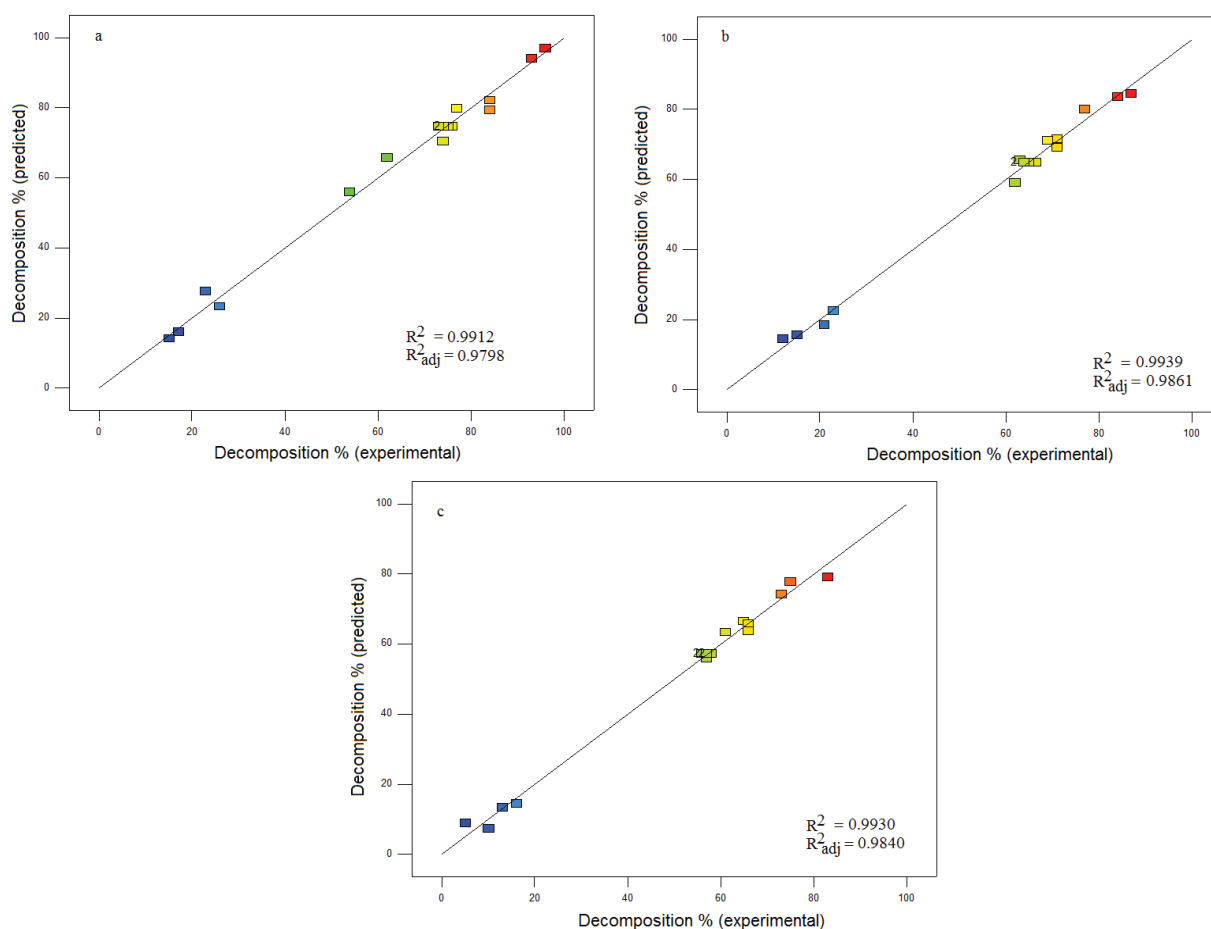 a
Decomposition % (predicted)
100
80
60
40
20
0
2
R² = 0.9912
R²adj = 0.9798
0 20 40 60 80 100
Decomposition % (experimental)
b
Decomposition % (predicted)
100
80
60
40
20
0
2
R² = 0.9939
R²adj = 0.9861
0 20 40 60 80 100
Decomposition % (experimental)
c
Decomposition % (predicted)
100
80
60
40
20
0
22
R² = 0.9930
R²adj = 0.9840
0 20 40 60 80 100
Decomposition % (experimental)